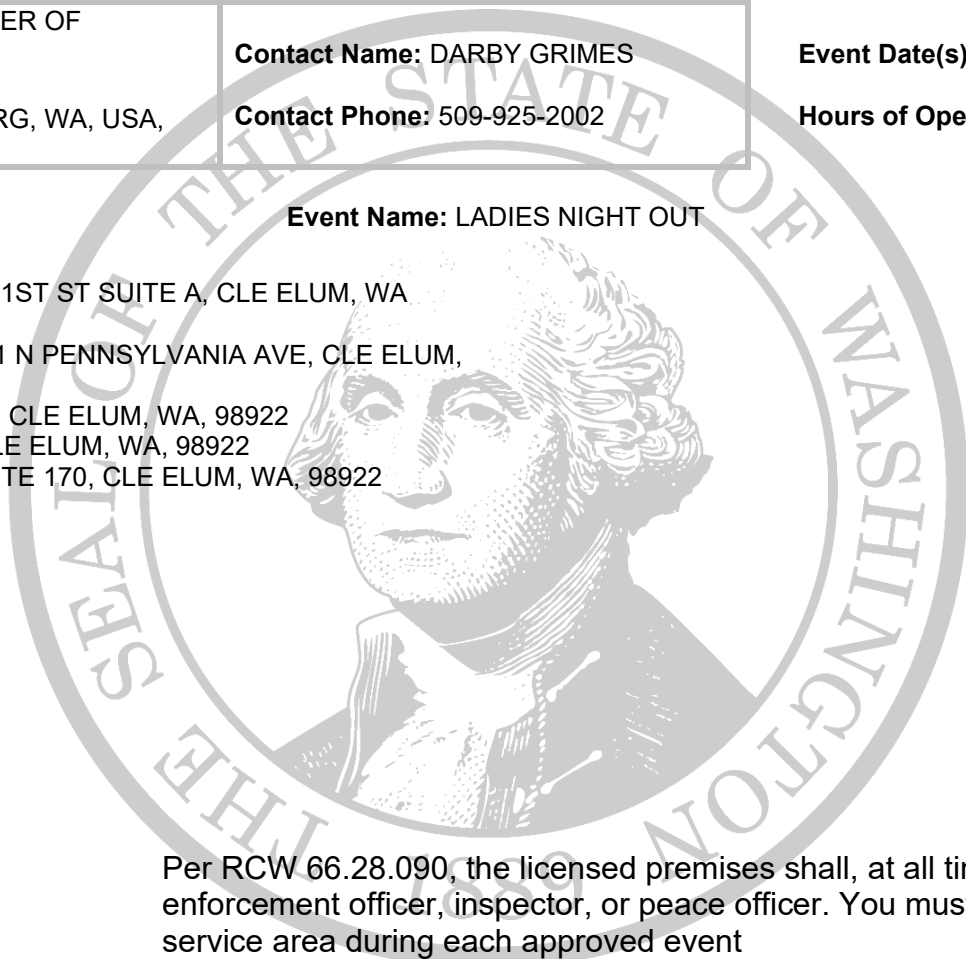 ER OF
Contact Name: DARBY GRIMES
Event Date(s)
RG, WA, USA,
Contact Phone: 509-925-2002
Hours of Ope
Event Name: LADIES NIGHT OUT
1ST ST SUITE A, CLE ELUM, WA
1 N PENNSYLVANIA AVE, CLE ELUM,
CLE ELUM, WA, 98922
LE ELUM, WA, 98922
TE 170, CLE ELUM, WA, 98922
THE SEAL OF THE STATE OF WASHINGTON
1889
Per RCW 66.28.090, the licensed premises shall, at all ti
enforcement officer, inspector, or peace officer. You mus
service area during each approved event